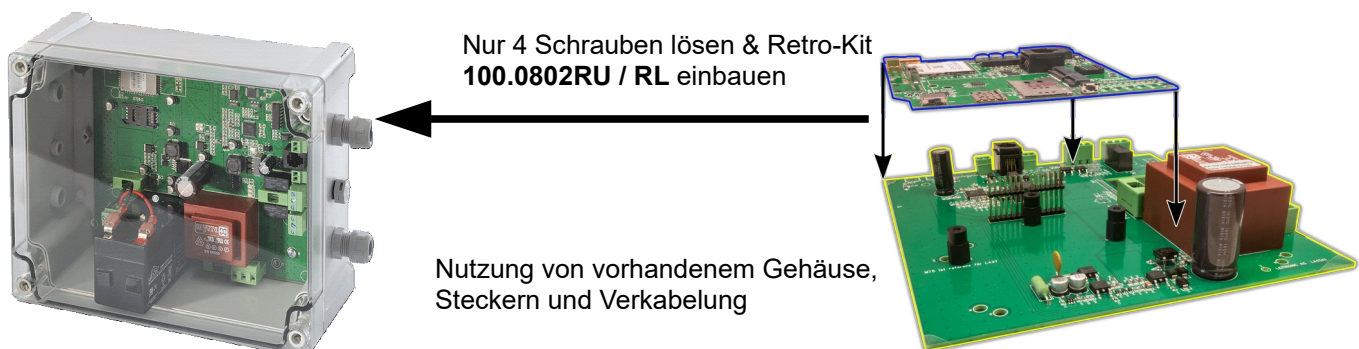 Nur 4 Schrauben lösen & Retro-Kit
100.0802RU / RL einbauen
Nutzung von vorhandenem Gehäuse,
Steckern und Verkabelung